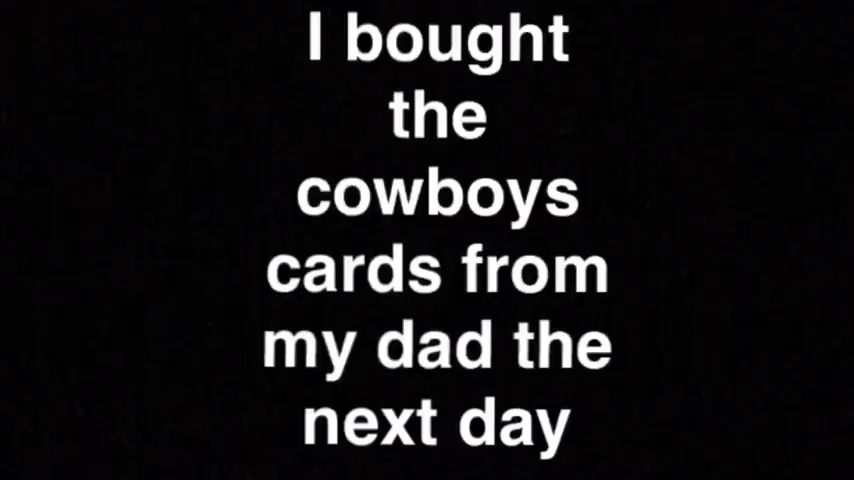 I bought
the
cowboys
cards from
my dad the
next day